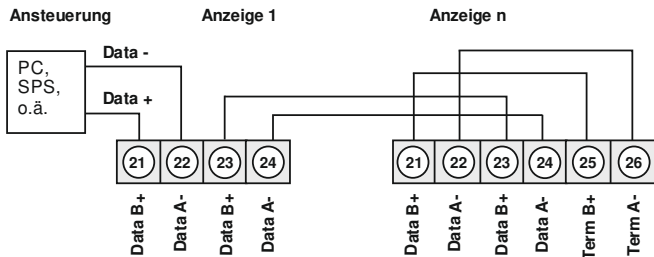 Ansteuerung Anzeige 1 Anzeige n
Data -
PC,
SPS,
o.ä.
Data +
21 22 23 24 21 22 23 24 25 26
Data B+
Data A-
Data B+
Data A-
Data B+
Data A-
Data B+
Data A-
Term B+
Term A-